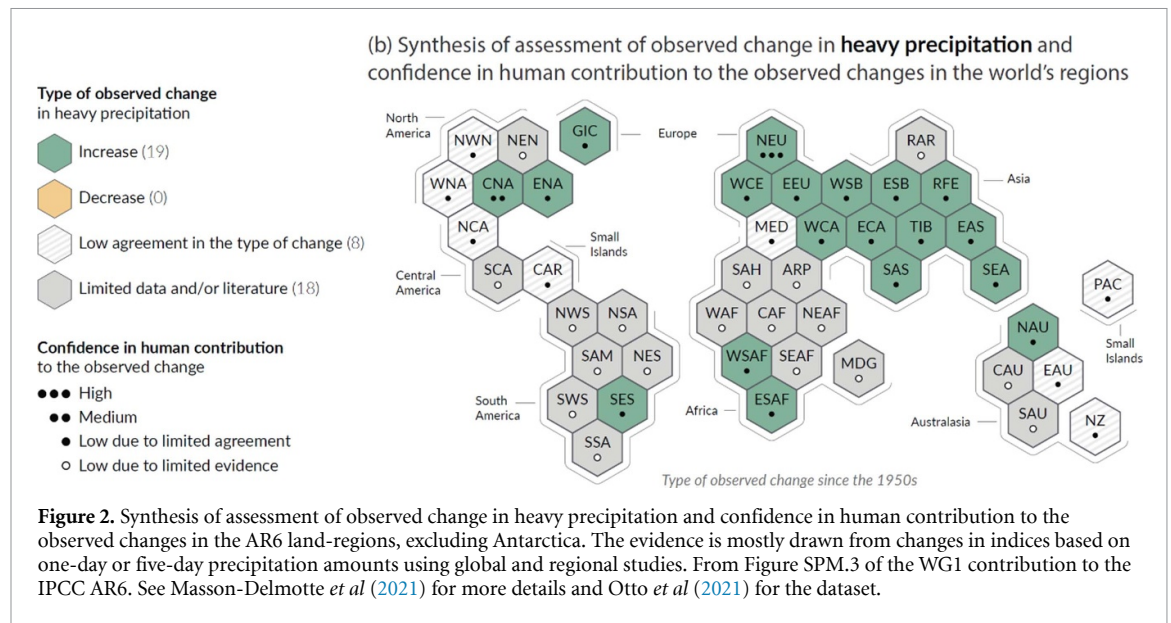 (b) Synthesis of assessment of observed change in heavy precipitation and
confidence in human contribution to the observed changes in the world's regions
Type of observed change
in heavy precipitation
Increase (19)
Decrease (0)
Low agreement in the type of change (8)
Limited data and/or literature (18)
Confidence in human contribution
to the observed change
High
Medium
Low due to limited agreement
Low due to limited evidence
North
America
NWN NEN GIC
WNA CNA ENA
NCA
Small
Islands
Central
America
SCA CAR
NWS NSA
SAM NES
South
America
SWS SES
SSA
Europe
NEU RAR
WCE EEU WSB ESB RFE
Asia
MED WCA ECA TIB EAS
SAH ARP SAS SEA
WAF CAF NEAF
WSAF SEAF MDG
Africa
ESAF
PAC
Small
Islands
NAU
CAU EAU
Australasia
SAU NZ
Type of observed change since the 1950s
Figure 2. Synthesis of assessment of observed change in heavy precipitation and confidence in human contribution to the
observed changes in the AR6 land-regions, excluding Antarctica. The evidence is mostly drawn from changes in indices based on
one-day or five-day precipitation amounts using global and regional studies. From Figure SPM.3 of the WG1 contribution to the
IPCC AR6. See Masson-Delmotte et al (2021) for more details and Otto et al (2021) for the dataset.